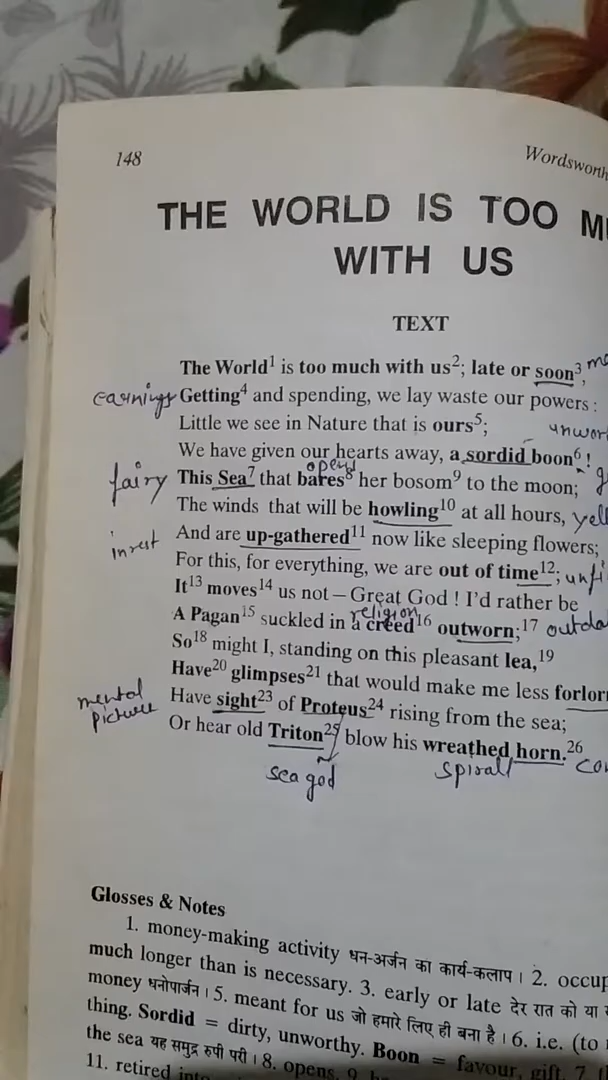 148
Wordsworth
THE WORLD IS TOO
WITH US
TEXT
The World¹ is too much with us²; late or soon³,
earnings Getting⁴ and spending, we lay waste our powers :
Little we see in Nature that is ours⁵;
We have given our hearts away, a sordid boon⁶!
open
fairy This Sea⁷ that bares⁸ her bosom⁹ to the moon;
The winds that will be howling¹⁰ at all hours,
And are up-gathered¹¹ now like sleeping flowers;
For this, for everything, we are out of time¹²;
It¹³ moves¹⁴ us not – Great God ! I'd rather be
religion
A Pagan¹⁵ suckled in a creed¹⁶ outworn;¹⁷
So¹⁸ might I, standing on this pleasant lea,¹⁹
Have²⁰ glimpses²¹ that would make me less
mental picture Have sight²³ of Proteus²⁴ rising from the sea;
Or hear old Triton²⁵ blow his wreathed horn.²⁶
sea god spirall
Glosses & Notes
1. money-making activity धन-अर्जन का कार्य-कलाप । 2.
much longer than is necessary. 3. early or late देर रात को या
money धनोपार्जन । 5. meant for us जो हमारे लिए ही बना है । 6. i.e. (to
thing. Sordid = dirty, unworthy. Boon = favour, gift. 7.
the sea यह समुद्र रुपी परी । 8. opens. 9.
11. retired into